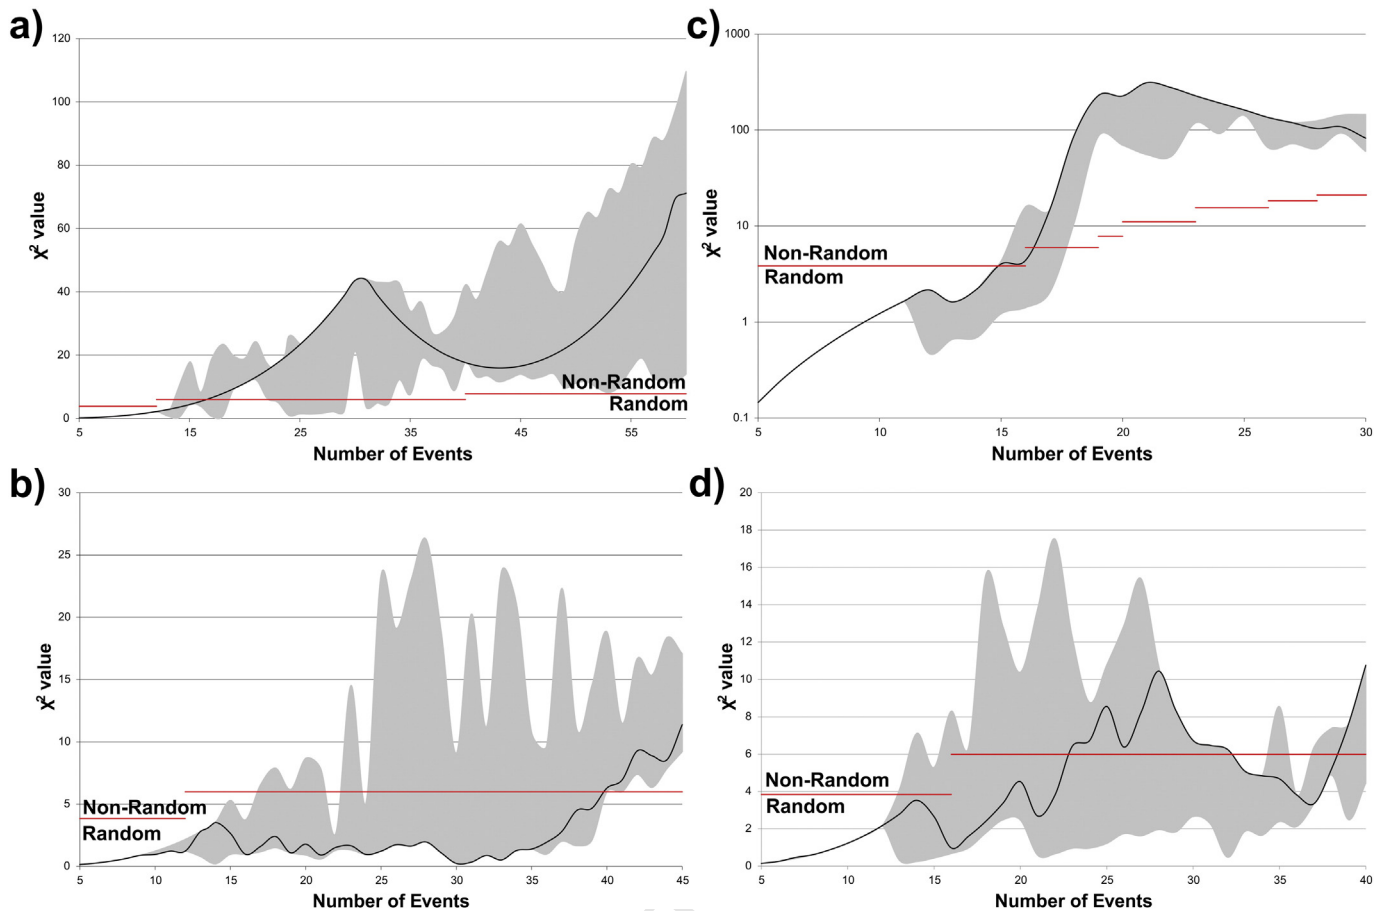 a)
120
100
80
60
40
20
0
χ² value
Non-Random
Random
5 15 25 35 45 55
Number of Events
c)
1000
100
10
1
0.1
χ² value
Non-Random
Random
5 10 15 20 25 30
Number of Events
b)
30
25
20
15
10
5
0
χ² value
Non-Random
Random
5 10 15 20 25 30 35 40 45
Number of Events
d)
20
18
16
14
12
10
8
6
4
2
0
χ² value
Non-Random
Random
5 10 15 20 25 30 35 40
Number of Events